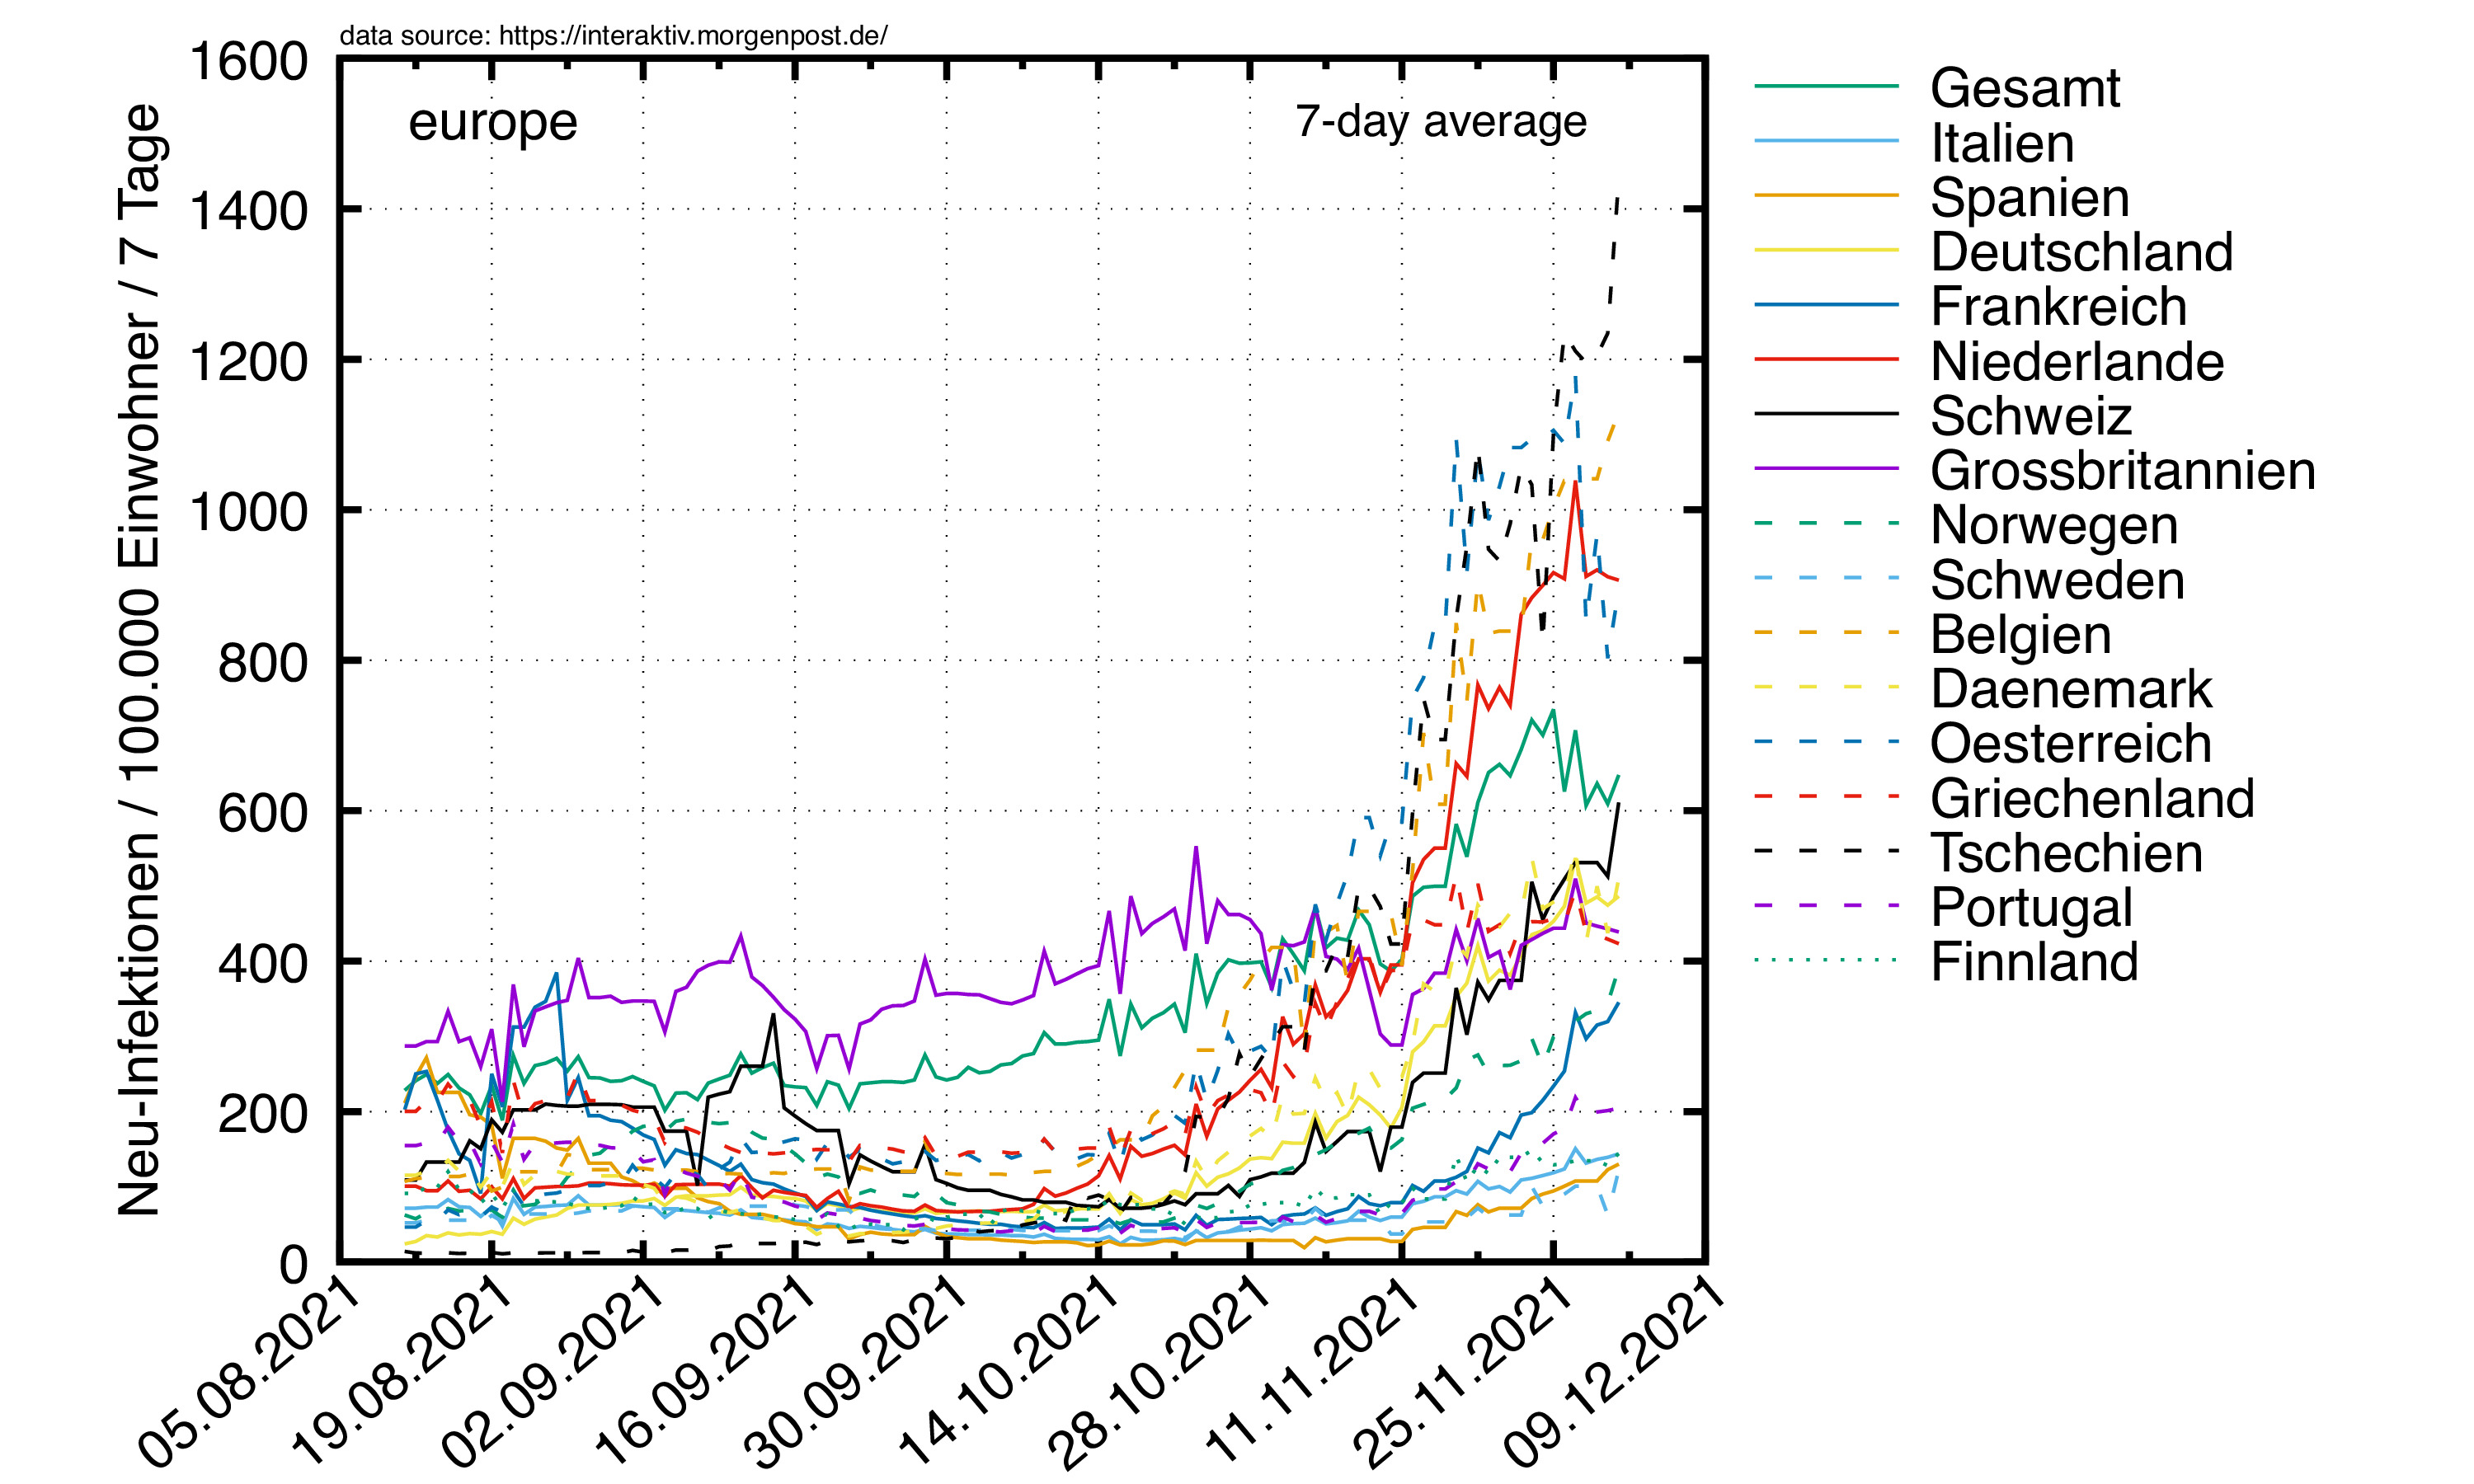 data source: https://interaktiv.morgenpost.de/
europe
7-day average
Neu-Infektionen / 100.000 Einwohner / 7 Tage
1600
1400
1200
1000
800
600
400
200
0
05.08.2021
19.08.2021
02.09.2021
16.09.2021
30.09.2021
14.10.2021
28.10.2021
11.11.2021
25.11.2021
09.12.2021
Gesamt
Italien
Spanien
Deutschland
Frankreich
Niederlande
Schweiz
Grossbritannien
Norwegen
Schweden
Belgien
Daenemark
Oesterreich
Griechenland
Tschechien
Portugal
Finnland